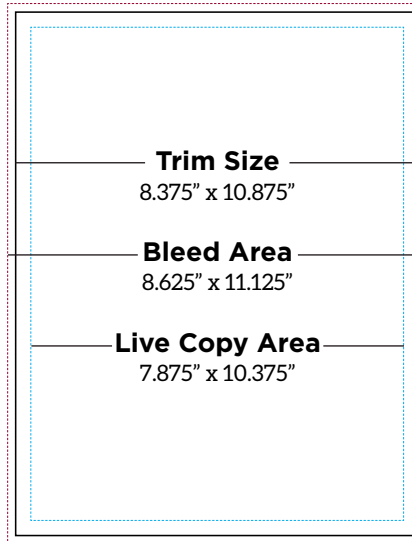 Trim Size
8.375” x 10.875”
Bleed Area
8.625” x 11.125”
Live Copy Area
7.875” x 10.375”